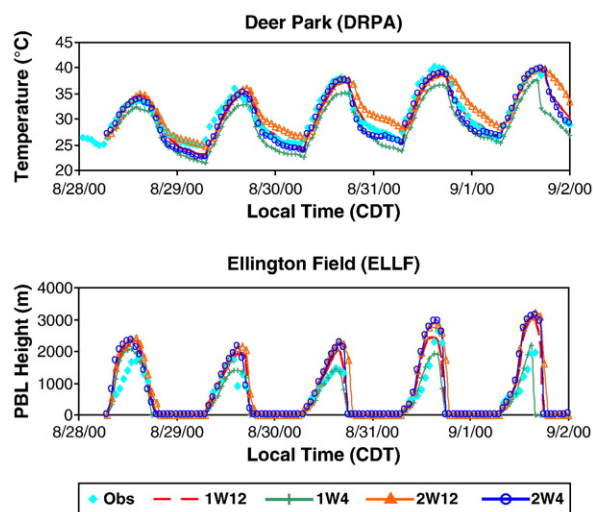 Deer Park (DRPA)
Temperature (°C)
45
40
35
30
25
20
8/28/00 8/29/00 8/30/00 8/31/00 9/1/00 9/2/00
Local Time (CDT)
Ellington Field (ELLF)
PBL Height (m)
4000
3000
2000
1000
0
8/28/00 8/29/00 8/30/00 8/31/00 9/1/00 9/2/00
Local Time (CDT)
Obs 1W12 1W4 2W12 2W4